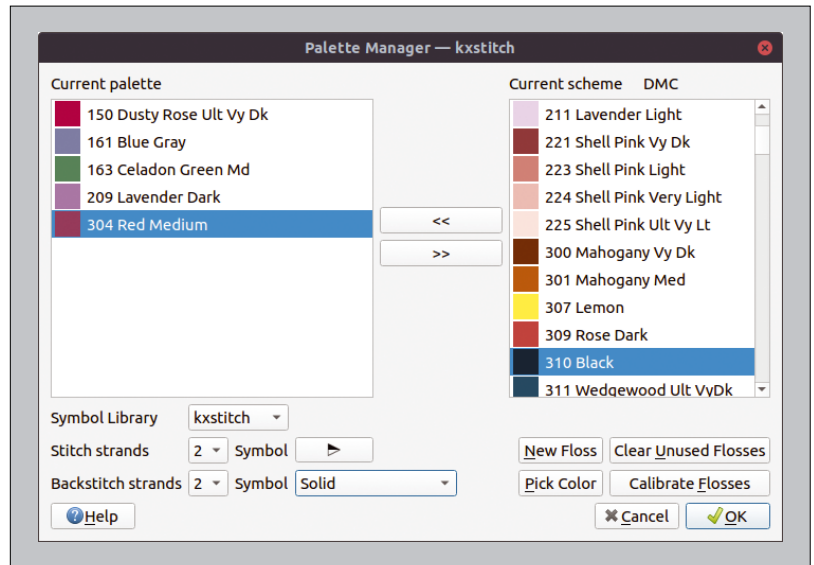 Palette Manager — kxstitch
Current palette
150 Dusty Rose Ult Vy Dk
161 Blue Gray
163 Celadon Green Md
209 Lavender Dark
304 Red Medium
<<
>>
Current scheme DMC
211 Lavender Light
221 Shell Pink Vy Dk
223 Shell Pink Light
224 Shell Pink Very Light
225 Shell Pink Ult Vy Lt
300 Mahogany Vy Dk
301 Mahogany Med
307 Lemon
309 Rose Dark
310 Black
311 Wedgewood Ult VyDk
Symbol Library kxstitch
Stitch strands 2 Symbol
Backstitch strands 2 Symbol Solid
New Floss Clear Unused Flosses
Pick Color Calibrate Flosses
Help Cancel OK